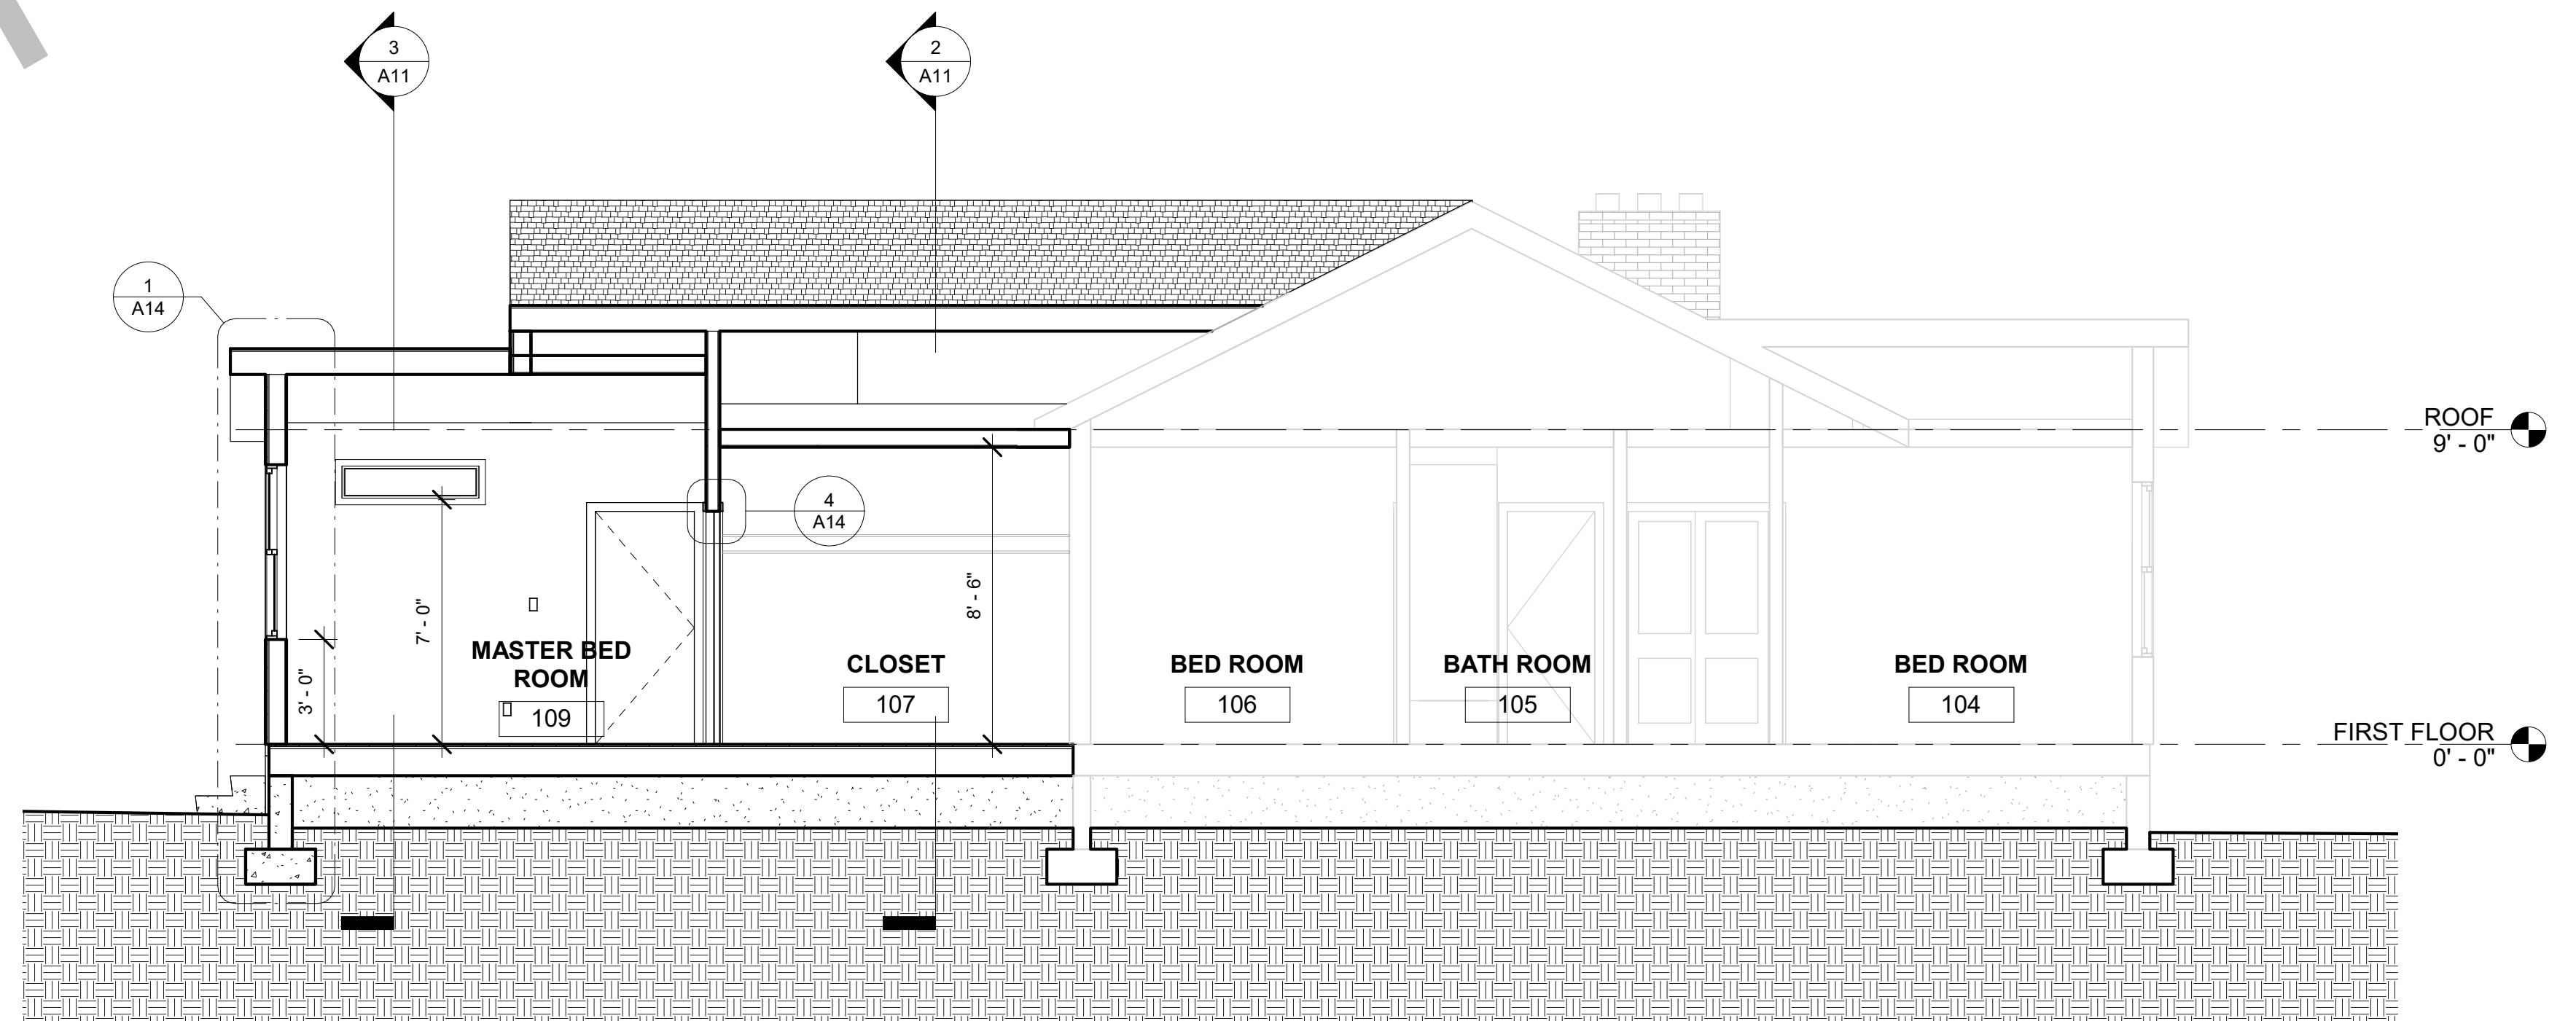 3
A11
2
A11
1
A14
ROOF
9' - 0"
4
A14
8' - 6"
7' - 0"
3' - 0"
MASTER BED
ROOM
109
CLOSET
107
BED ROOM
106
BATH ROOM
105
BED ROOM
104
FIRST FLOOR
0' - 0"